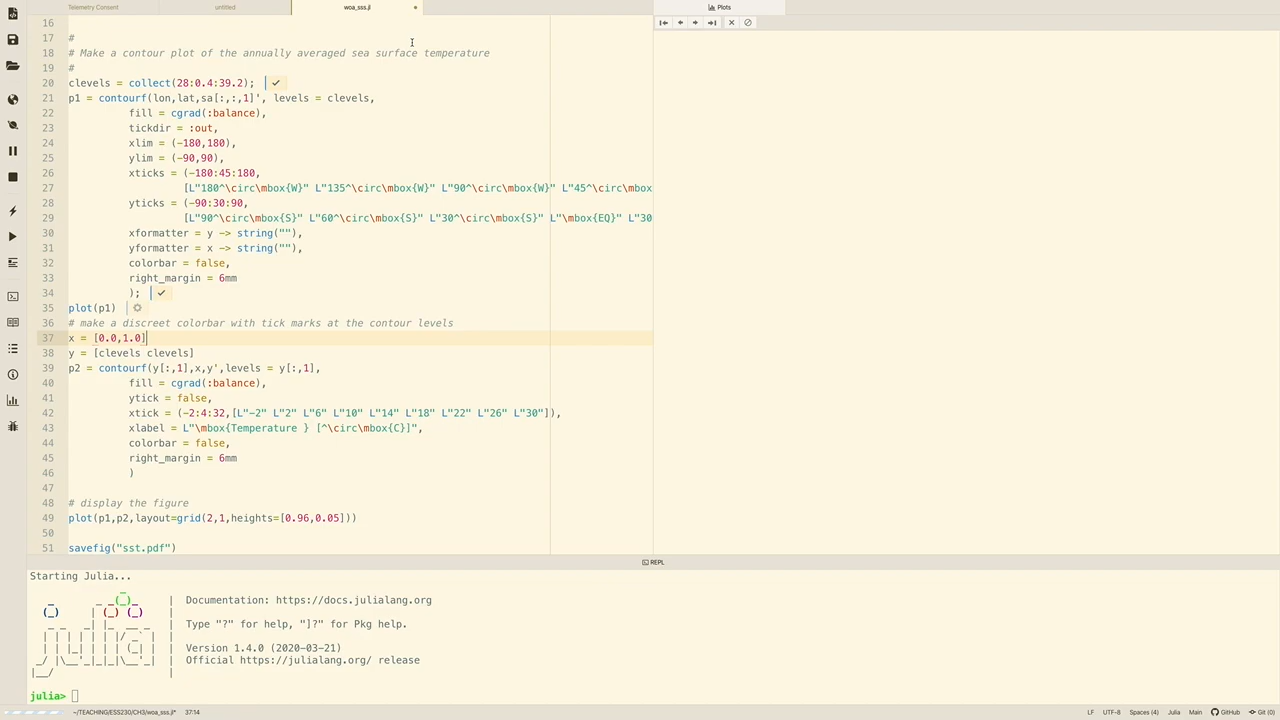 Telemetry Consent
untitled
woa_sss.jl
Plots
16
17 #
18 # Make a contour plot of the annually averaged sea surface temperature
19 #
20 clevels = collect(28:0.4:39.2);
21 p1 = contourf(lon,lat,sa[:,:,1]', levels = clevels,
22 fill = cgrad(:balance),
23 tickdir = :out,
24 xlim = (-180,180),
25 ylim = (-90,90),
26 xticks = (-180:45:180,
27 [L"180^\circ\mbox{W}" L"135^\circ\mbox{W}" L"90^\circ\mbox{W}" L"45^\circ\mbox
28 yticks = (-90:30:90,
29 [L"90^\circ\mbox{S}" L"60^\circ\mbox{S}" L"30^\circ\mbox{S}" L"\mbox{EQ}" L"30
30 xformatter = y -> string(""),
31 yformatter = x -> string(""),
32 colorbar = false,
33 right_margin = 6mm
34 );
35 plot(p1)
36 # make a discreet colorbar with tick marks at the contour levels
37 x = [0.0,1.0]
38 y = [clevels clevels]
39 p2 = contourf(y[:,1],x,y',levels = y[:,1],
40 fill = cgrad(:balance),
41 ytick = false,
42 xtick = (-2:4:32,[L"-2" L"2" L"6" L"10" L"14" L"18" L"22" L"26" L"30"]),
43 xlabel = L"\mbox{Temperature } [^\circ\mbox{C}]",
44 colorbar = false,
45 right_margin = 6mm
46 )
47
48 # display the figure
49 plot(p1,p2,layout=grid(2,1,heights=[0.96,0.05]))
50
51 savefig("sst.pdf")
REPL
Starting Julia...
Documentation: https://docs.julialang.org
Type "?" for help, "]?" for Pkg help.
Version 1.4.0 (2020-03-21)
Official https://julialang.org/ release
julia>
~/TEACHING/ESS230/CH3/woa_sss.jl* 37:14 LF UTF-8 Spaces (4) Julia Main GitHub Git (0)